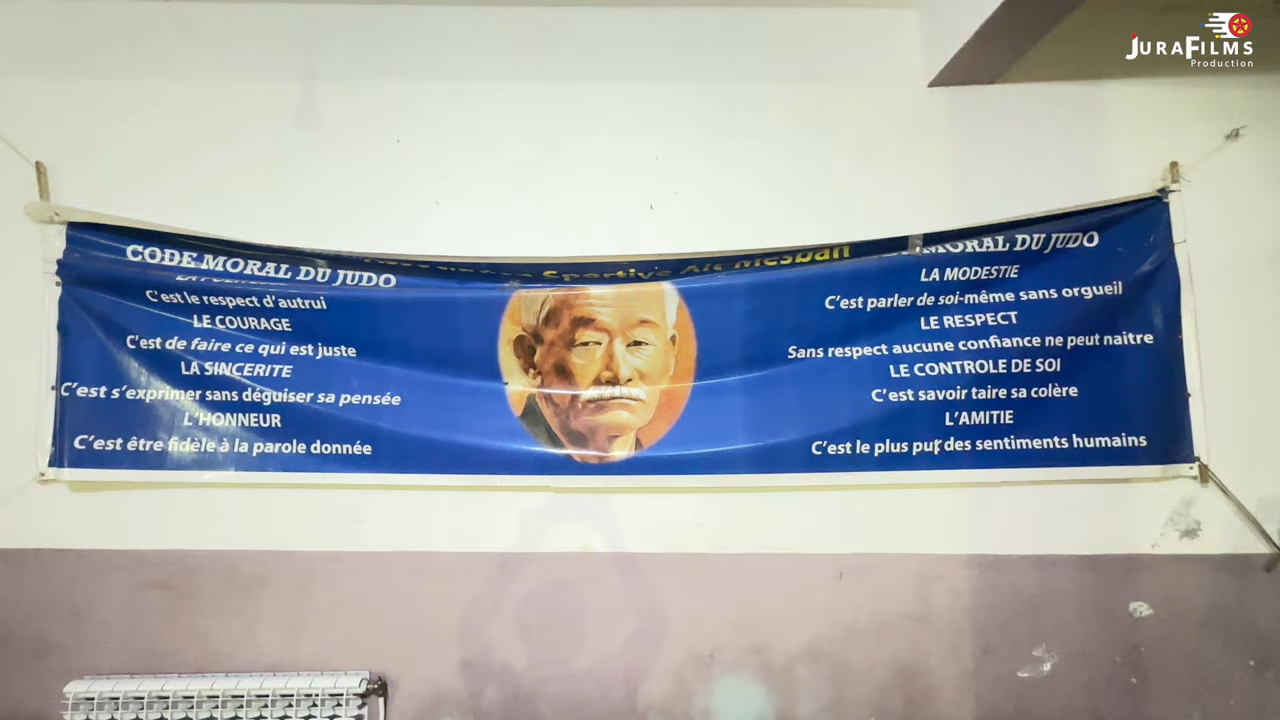 JURAFILMS
Production
Sportive Ait Mesbah
CODE MORAL DU JUDO
C'est le respect d'autrui
LE COURAGE
C'est de faire ce qui est juste
LA SINCERITE
C'est s'exprimer sans déguiser sa pensée
L'HONNEUR
C'est être fidèle à la parole donnée
MORAL DU JUDO
LA MODESTIE
C'est parler de soi-même sans orgueil
LE RESPECT
Sans respect aucune confiance ne peut naitre
LE CONTROLE DE SOI
C'est savoir taire sa colère
L'AMITIE
C'est le plus pur des sentiments humains